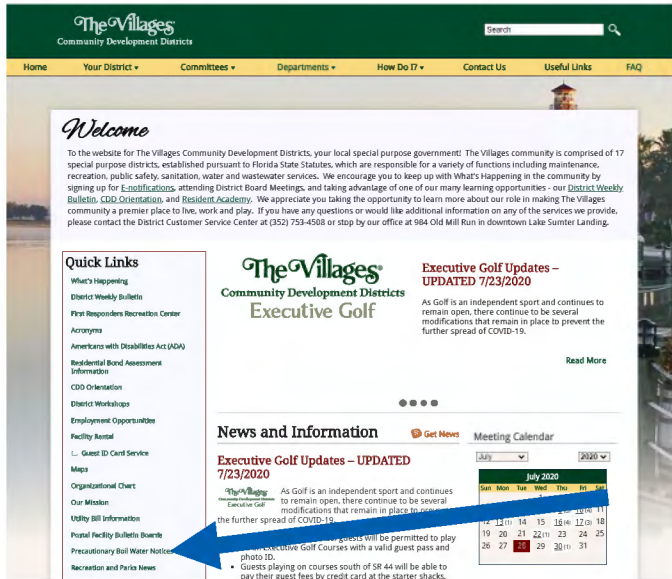 The Villages®
Community Development Districts
Search
Home Your District Committees Departments How Do I? Contact Us Useful Links FAQ
Welcome
To the website for The Villages Community Development Districts, your local special purpose government! The Villages community is comprised of 17
special purpose districts, established pursuant to Florida State Statutes, which are responsible for a variety of functions including maintenance,
recreation, public safety, sanitation, water and wastewater services. We encourage you to keep up with What's Happening in the community by
signing up for E-notifications, attending District Board Meetings, and taking advantage of one of our many learning opportunities - our District Weekly
Bulletin, CDD Orientation, and Resident Academy. We appreciate you taking the opportunity to learn more about our role in making The Villages
community a premier place to live, work and play. If you have any questions or would like additional information on any of the services we provide,
please contact the District Customer Service Center at (352) 753-4508 or stop by our office at 984 Old Mill Run in downtown Lake Sumter Landing.
Quick Links
What's Happening
District Weekly Bulletin
First Responders Recreation Center
Acronyms
Americans with Disabilities Act (ADA)
Residential Bond Assessment
Information
CDD Orientation
District Workshops
Employment Opportunities
Facility Rental
Guest ID Card Service
Maps
Organizational Chart
Our Mission
Utility Bill Information
Postal Facility Bulletin Boards
Precautionary Boil Water Notices
Recreation and Parks News
The Villages®
Community Development Districts
Executive Golf
Executive Golf Updates –
UPDATED 7/23/2020
As Golf is an independent sport and continues to
remain open, there continue to be several
modifications that remain in place to prevent the
further spread of COVID-19.
Read More
News and Information
Get News
Executive Golf Updates – UPDATED
7/23/2020
The Villages
Community Development Districts
Executive Golf
As Golf is an independent sport and continues
to remain open, there continue to be several
modifications that remain in place to prevent
the further spread of COVID-19.
guests will be permitted to play
Executive Golf Courses with a valid guest pass and
photo ID.
• Guests playing on courses south of SR 44 will be able to
pay their guest fees by credit card at the starter shacks.
Meeting Calendar
July 2020
July 2020
Sun Mon Tue Wed Thu Fri Sat
12 13 (1) 14 15 16 (4) 17 (3) 18
19 20 21 22 (1) 23 24 25
26 27 28 29 30 (1) 31